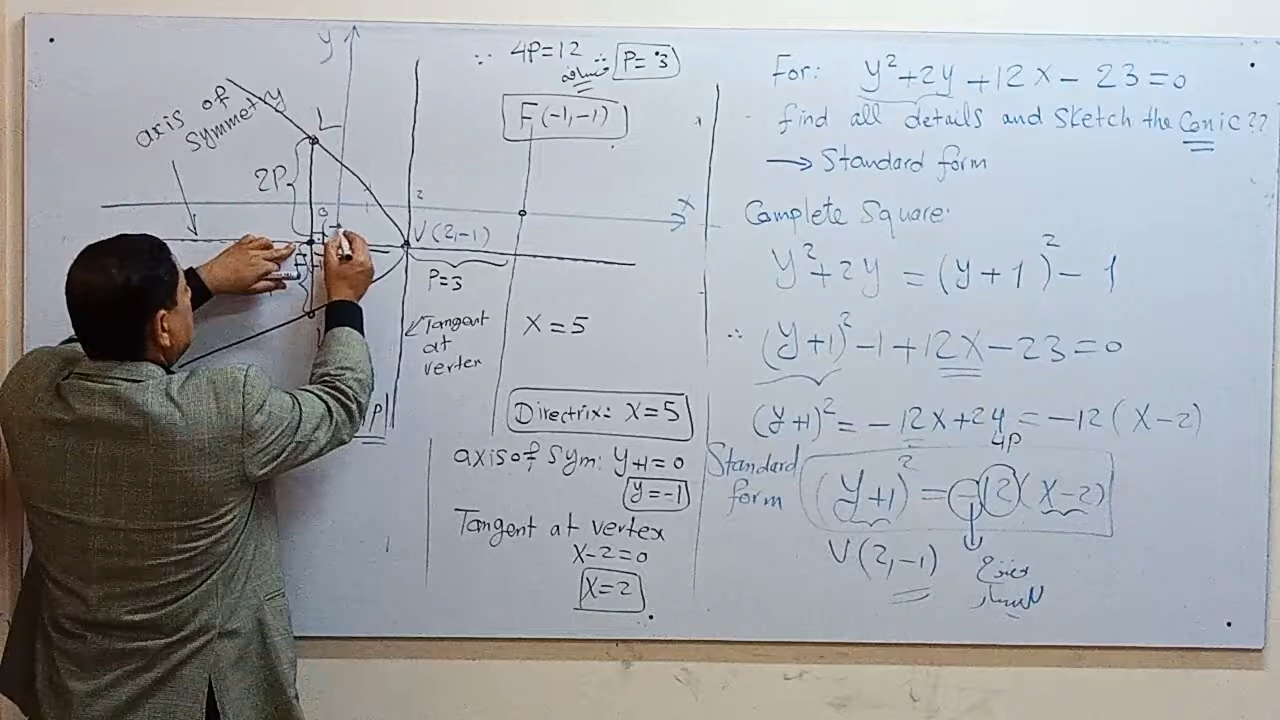 For: y²+2y+12x-23=0
find all details and sketch the Conic??
→ Standard form
Complete Square:
y²+2y = (y+1)²-1
∴ (y+1)²-1+12x-23=0
(y+1)² = -12x+24 = -12(x-2)
4p
Standard form
(y+1)² = -12(x-2)
V(2,-1)
لليسار
∵ 4P=12 ∴ P=3
مسافة
F(-1,-1)
y
axis of symmetry
L
2P
x
2
V(2,-1)
F
P=3
Tangent
at
vertex
x=5
Directrix: x=5
axis of Sym: y+1=0
y=-1
Tangent at vertex
x-2=0
x=2